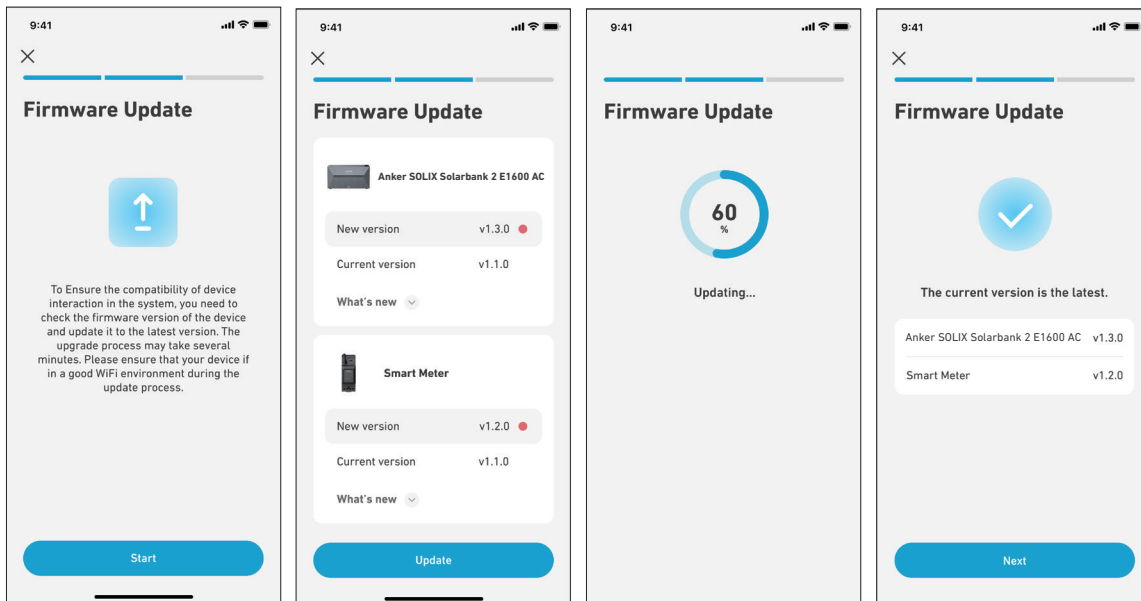 9:41
Firmware Update
To Ensure the compatibility of device
interaction in the system, you need to
check the firmware version of the device
and update it to the latest version. The
upgrade process may take several
minutes. Please ensure that your device if
in a good WiFi environment during the
update process.
Start
9:41
Firmware Update
Anker SOLIX Solarbank 2 E1600 AC
New version v1.3.0
Current version v1.1.0
What's new
Smart Meter
New version v1.2.0
Current version v1.1.0
What's new
Update
9:41
Firmware Update
60
%
Updating...
9:41
Firmware Update
The current version is the latest.
Anker SOLIX Solarbank 2 E1600 AC v1.3.0
Smart Meter v1.2.0
Next